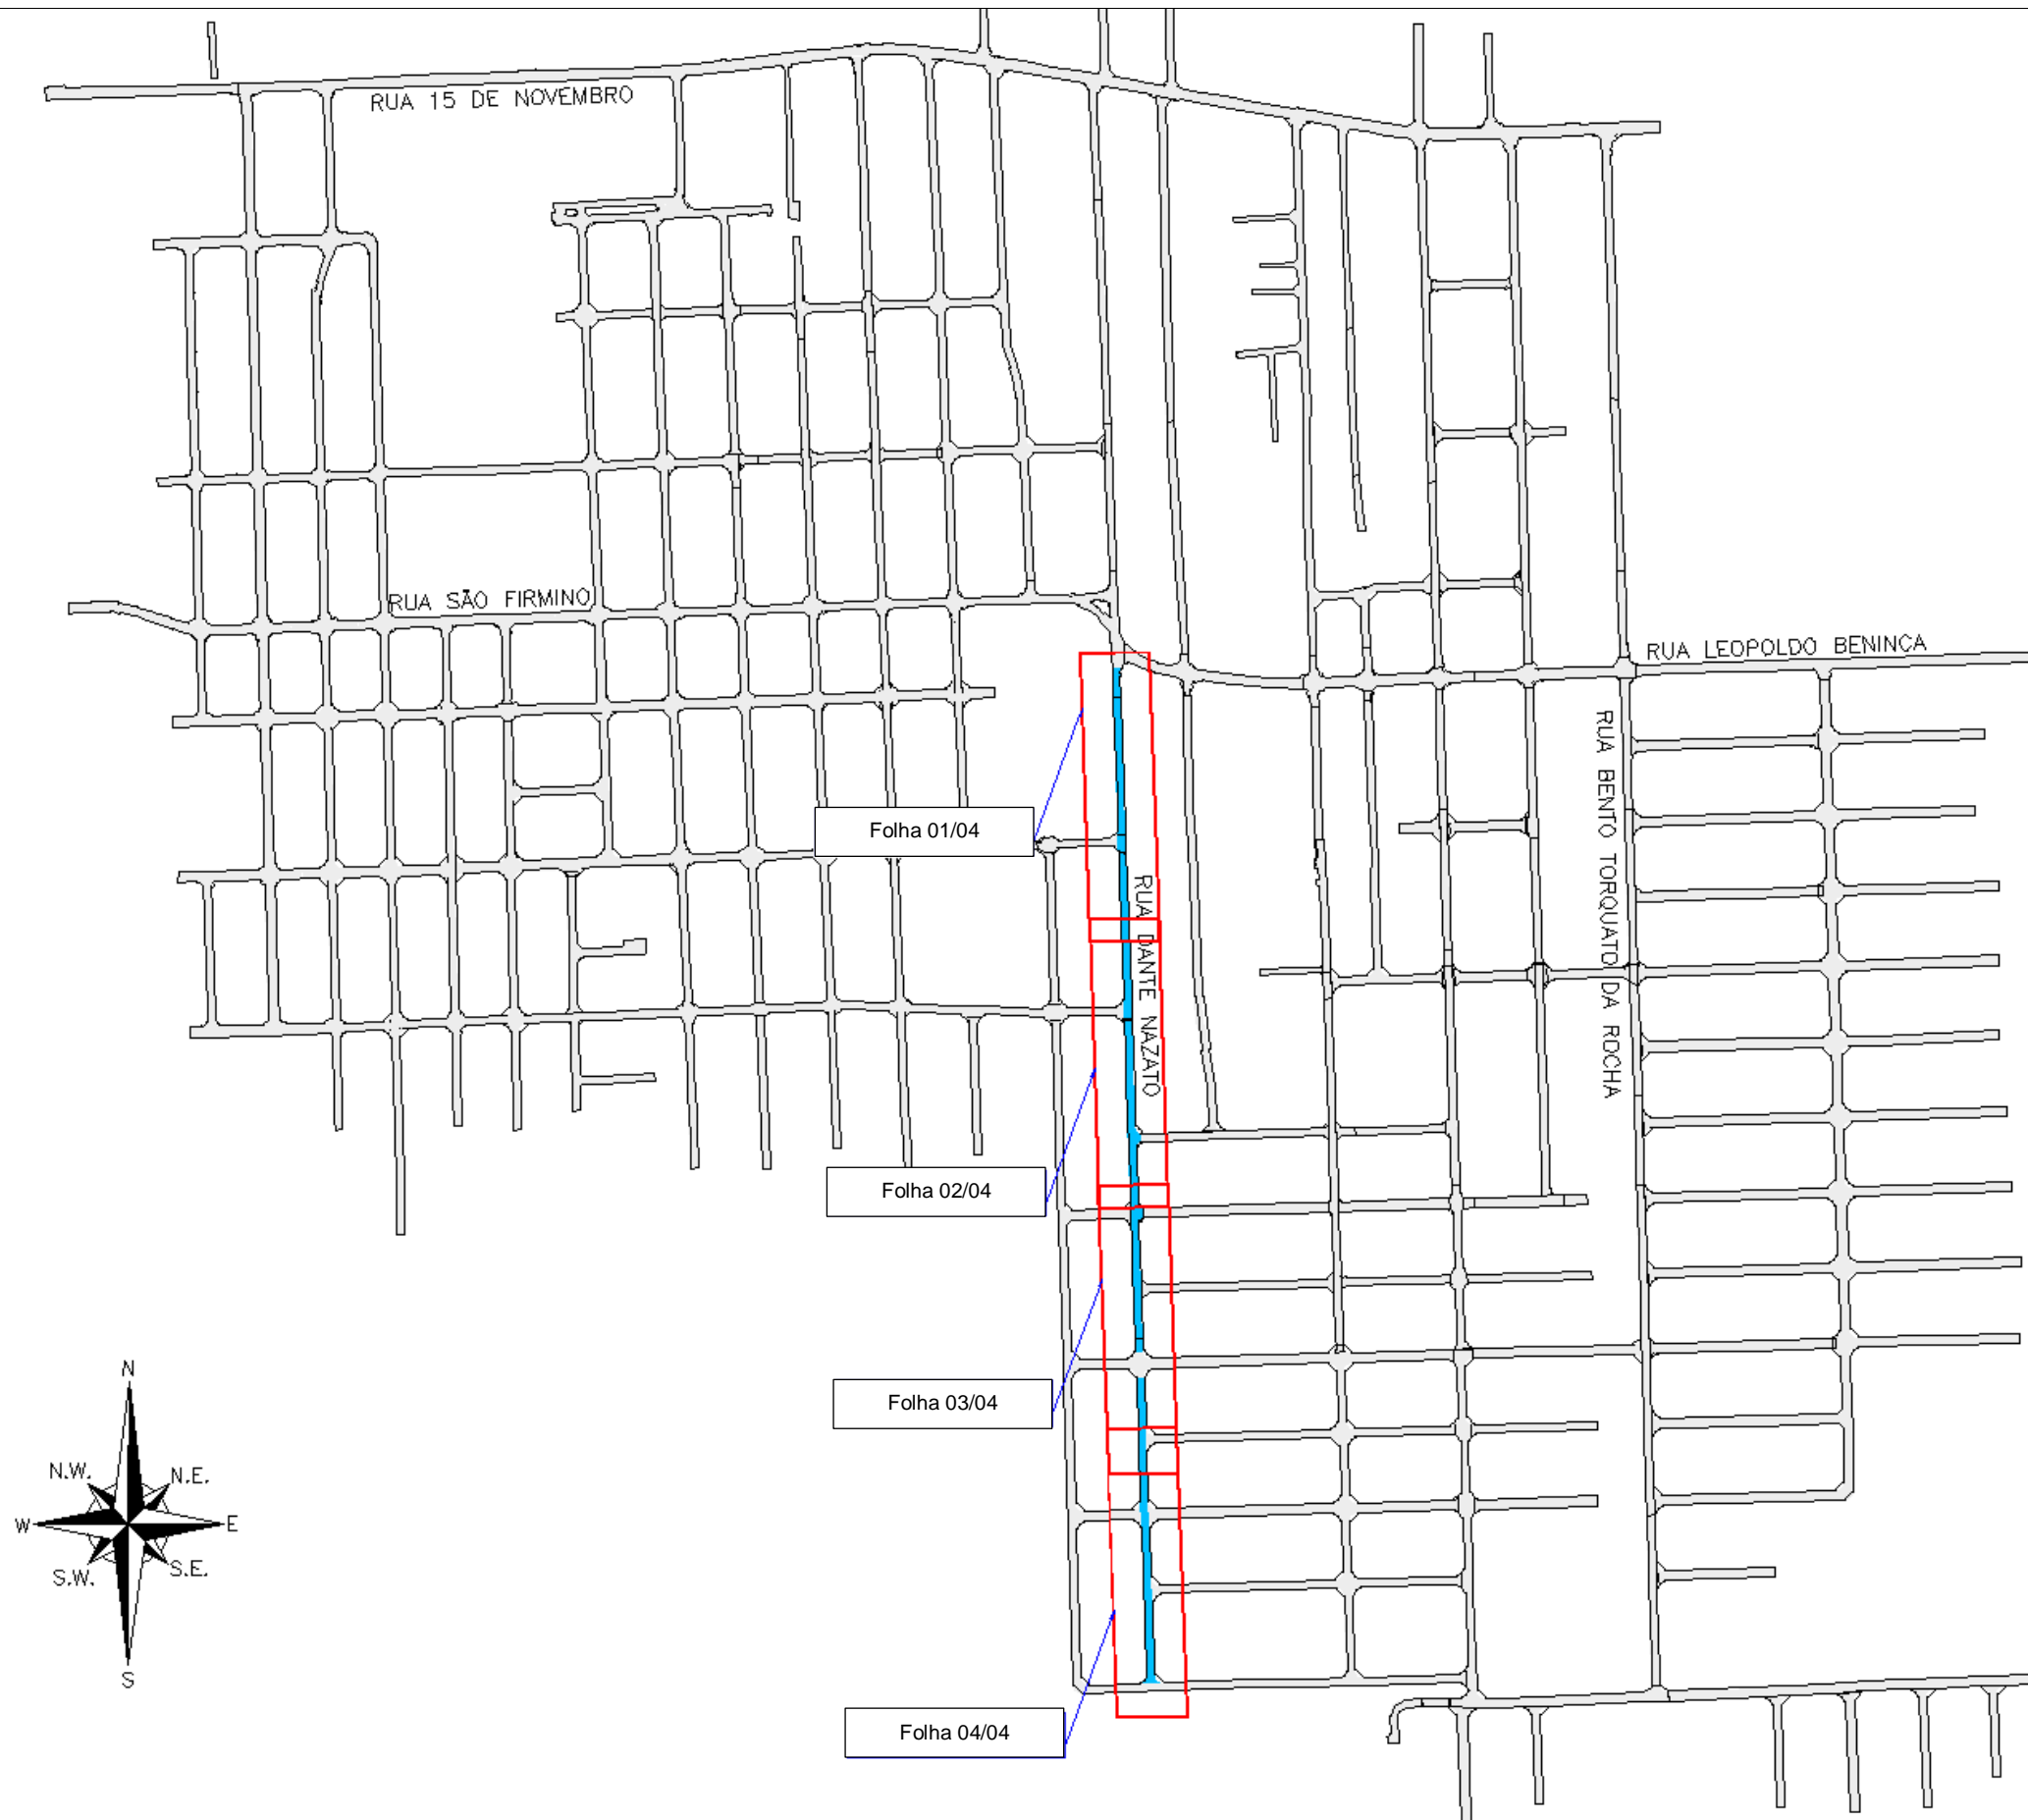 RUA 15 DE NOVEMBRO
RUA SÃO FIRMINO
RUA LEOPOLDO BENINCA
RUA BENTO TORQUATO DA ROCHA
RUA DANTE NAZATO
Folha 01/04
Folha 02/04
Folha 03/04
Folha 04/04
N
N.W.
N.E.
W
E
S.W.
S.E.
S